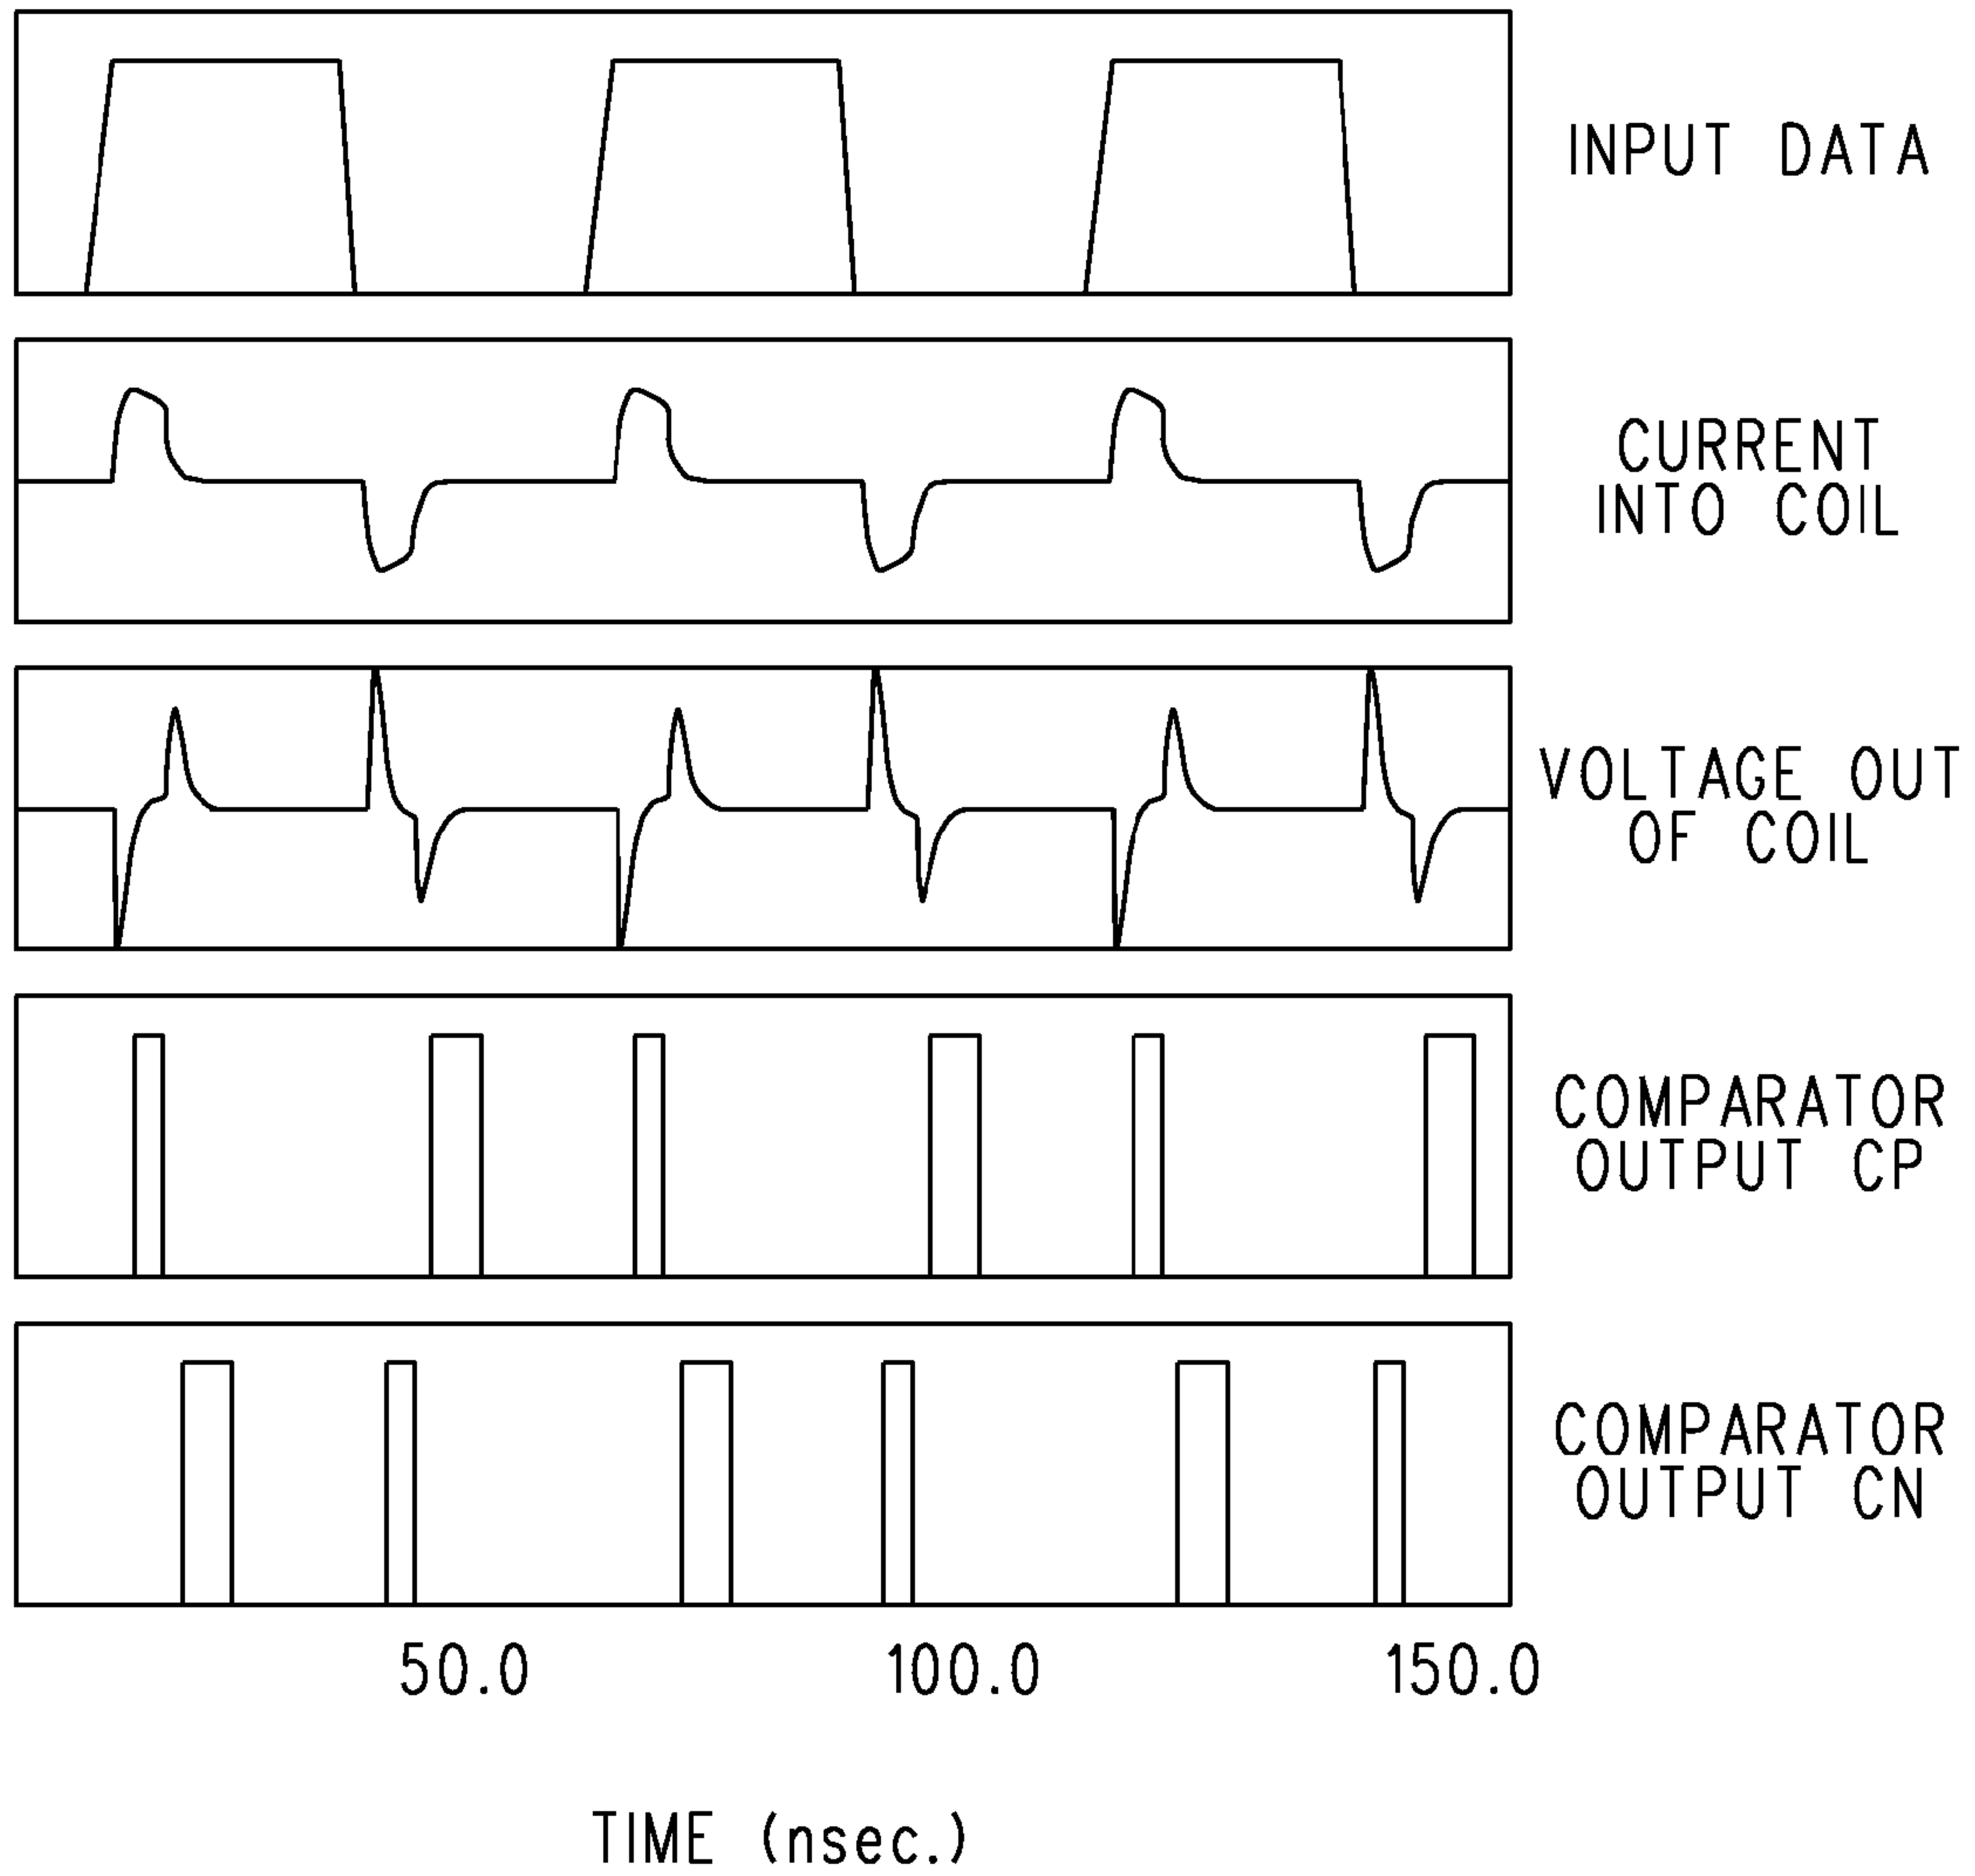 INPUT DATA
CURRENT
INTO COIL
VOLTAGE OUT
OF COIL
COMPARATOR
OUTPUT CP
COMPARATOR
OUTPUT CN
50.0 100.0 150.0
TIME (nsec.)